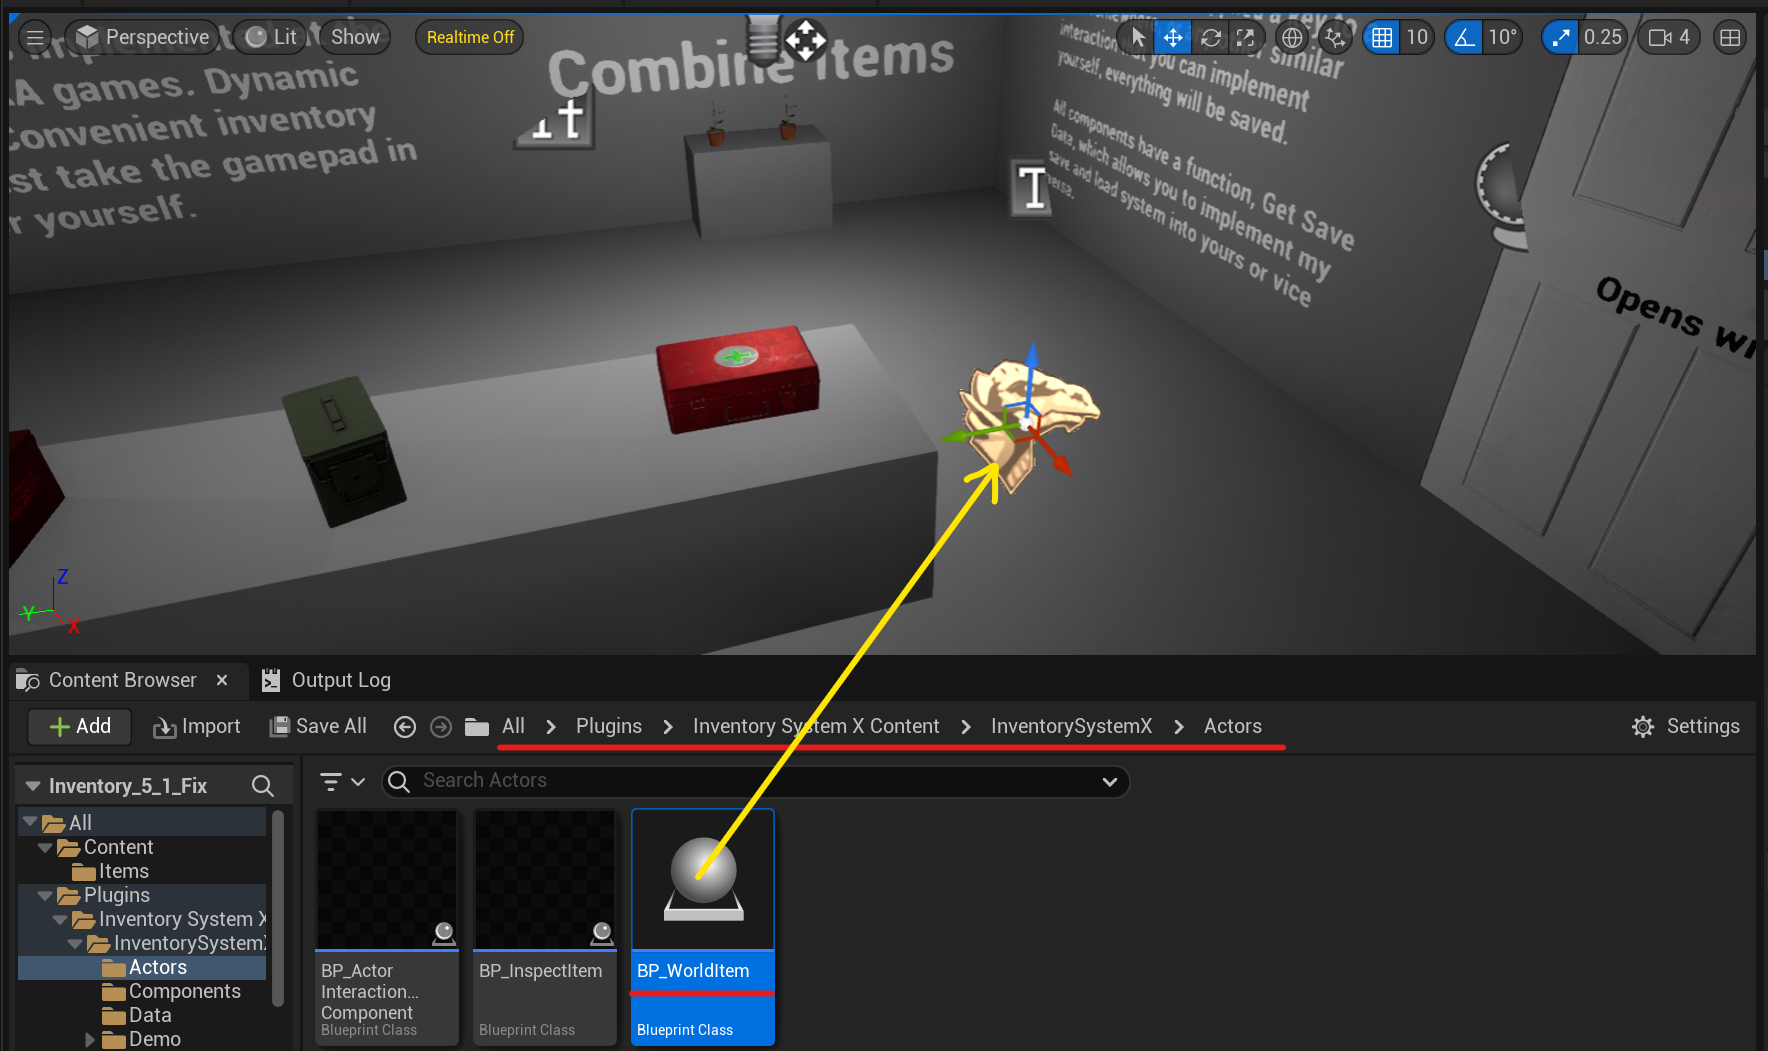 Perspective
Lit
Show
Realtime Off
10
10°
0.25
4
A games. Dynamic
convenient inventory
st take the gamepad in
r yourself.
Combine Items
interaction that you can implement
yourself, everything will be saved.
All components have a function, Get Save
Data, which allows you to implement my
save and load system into yours or vice
versa.
Opens wi
Z
Y
X
Content Browser
Output Log
Add
Import
Save All
All > Plugins > Inventory System X Content > InventorySystemX > Actors
Settings
Inventory_5_1_Fix
Search Actors
All
Content
Items
Plugins
Inventory System X
InventorySystemX
Actors
Components
Data
Demo
BP_Actor
Interaction...
Component
Blueprint Class
BP_InspectItem
Blueprint Class
BP_WorldItem
Blueprint Class